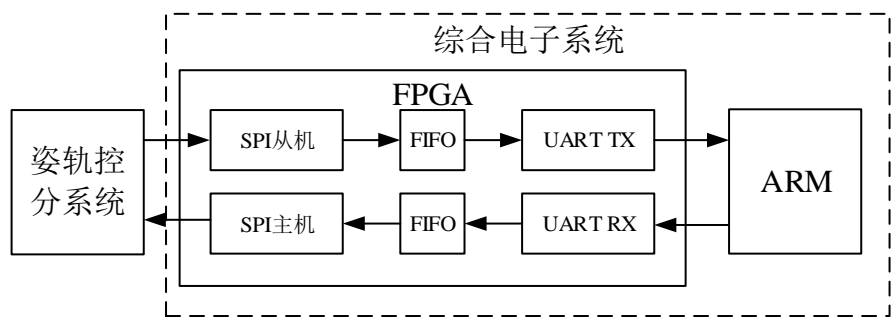 综合电子系统
FPGA
姿轨控
分系统
SPI从机
FIFO
UART TX
ARM
SPI主机
FIFO
UART RX